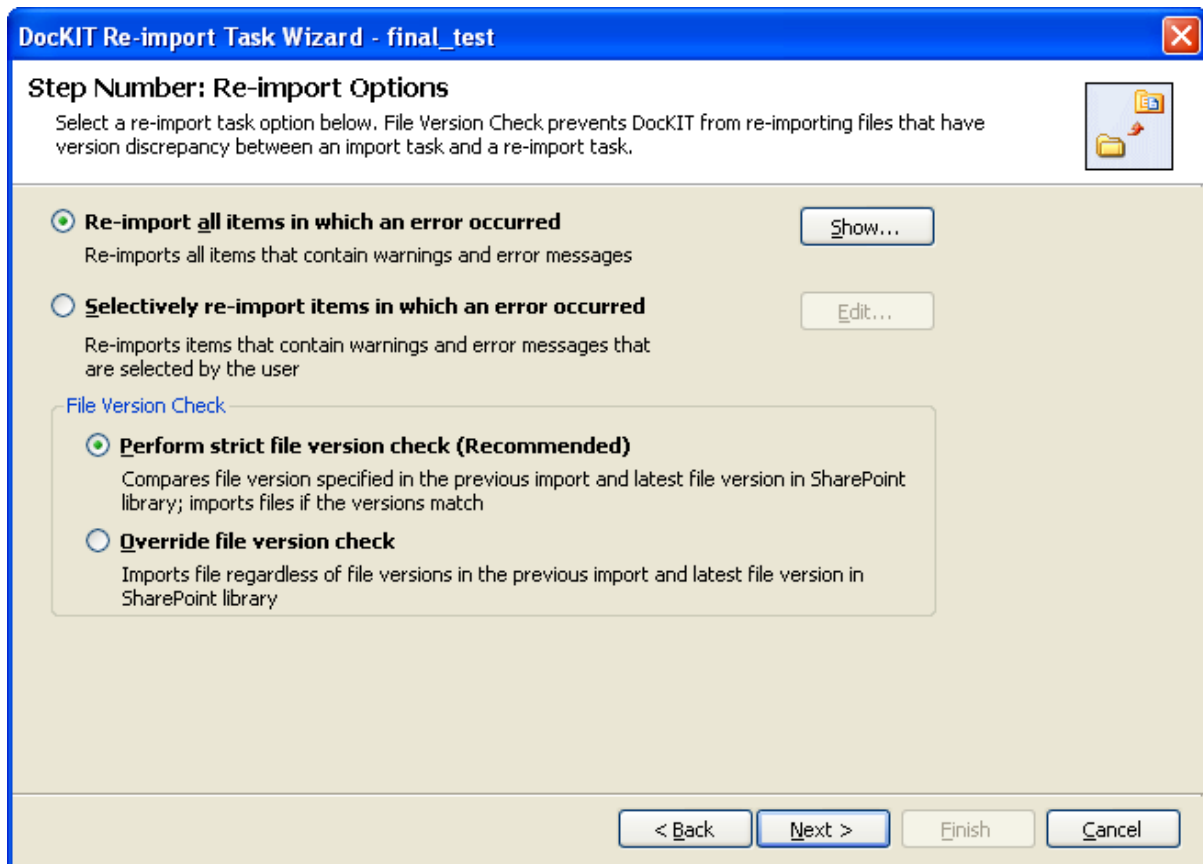 DocKIT Re-import Task Wizard - final_test
Step Number: Re-import Options
Select a re-import task option below. File Version Check prevents DocKIT from re-importing files that have
version discrepancy between an import task and a re-import task.
Re-import all items in which an error occurred
Show...
Re-imports all items that contain warnings and error messages
Selectively re-import items in which an error occurred
Edit...
Re-imports items that contain warnings and error messages that
are selected by the user
File Version Check
Perform strict file version check (Recommended)
Compares file version specified in the previous import and latest file version in SharePoint
library; imports files if the versions match
Override file version check
Imports file regardless of file versions in the previous import and latest file version in
SharePoint library
< Back
Next >
Finish
Cancel